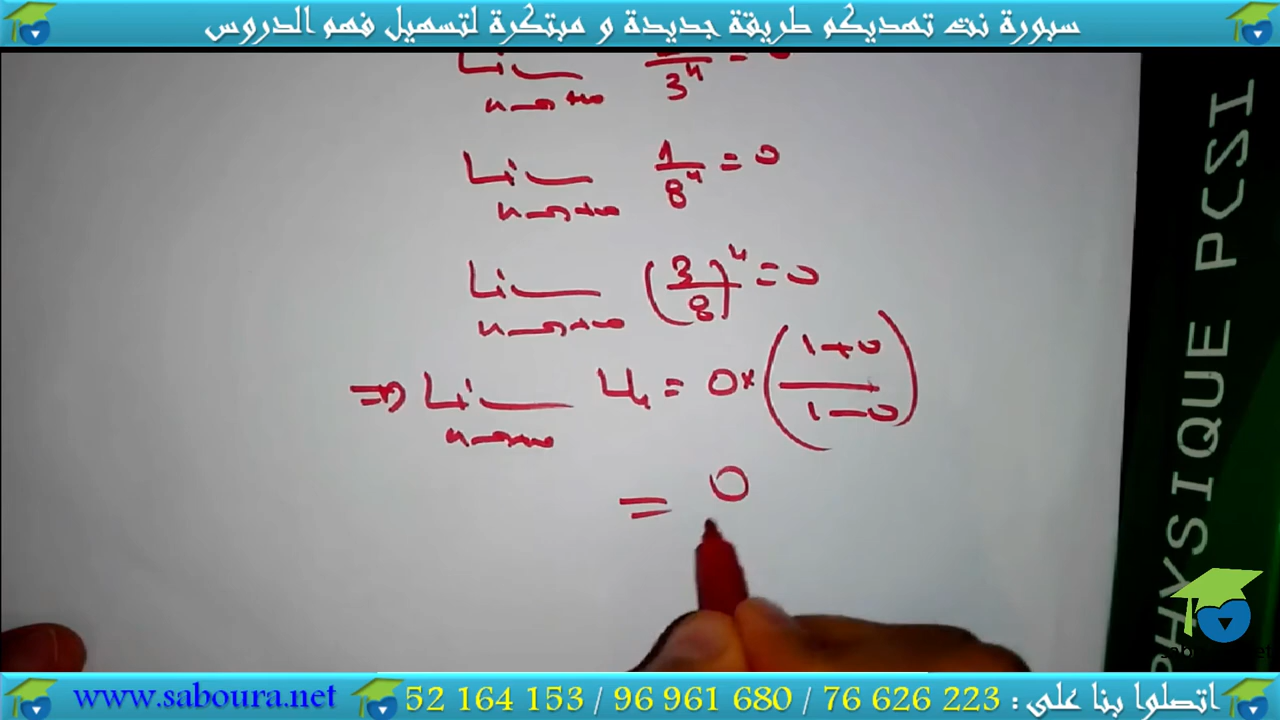 سبورة نت تهديكم طريقة جديدة و مبتكرة لتسهيل فهم الدروس
Lim 1/3ⁿ = 0
n→+∞
Lim 1/8ⁿ = 0
n→+∞
Lim (3/8)ⁿ = 0
n→+∞
⇒ Lim Uₙ = 0 × ((1+0)/(1-0))
n→+∞
= 0
PHYSIQUE PCSI
www.saboura.net 52 164 153 / 96 961 680 / 76 626 223 : اتصلوا بنا على